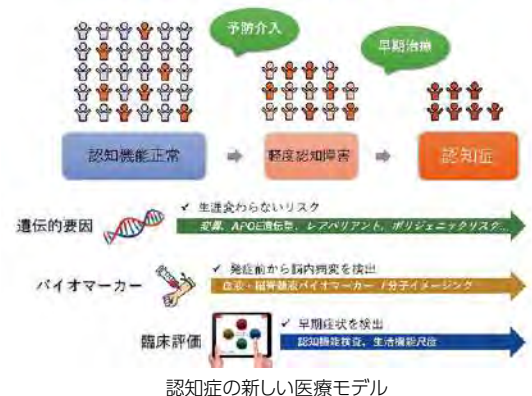 予防介入
早期治療
認知機能正常
軽度認知障害
認知症
遺伝的要因
✓ 生涯変わらないリスク
変異、APOE遺伝型、レアバリアント、ポリジェニックリスク…
バイオマーカー
✓ 発症前から脳内病変を検出
血液・脳脊髄液バイオマーカー / 分子イメージング
臨床評価
✓ 早期症状を検出
認知機能検査、生活機能尺度
認知症の新しい医療モデル